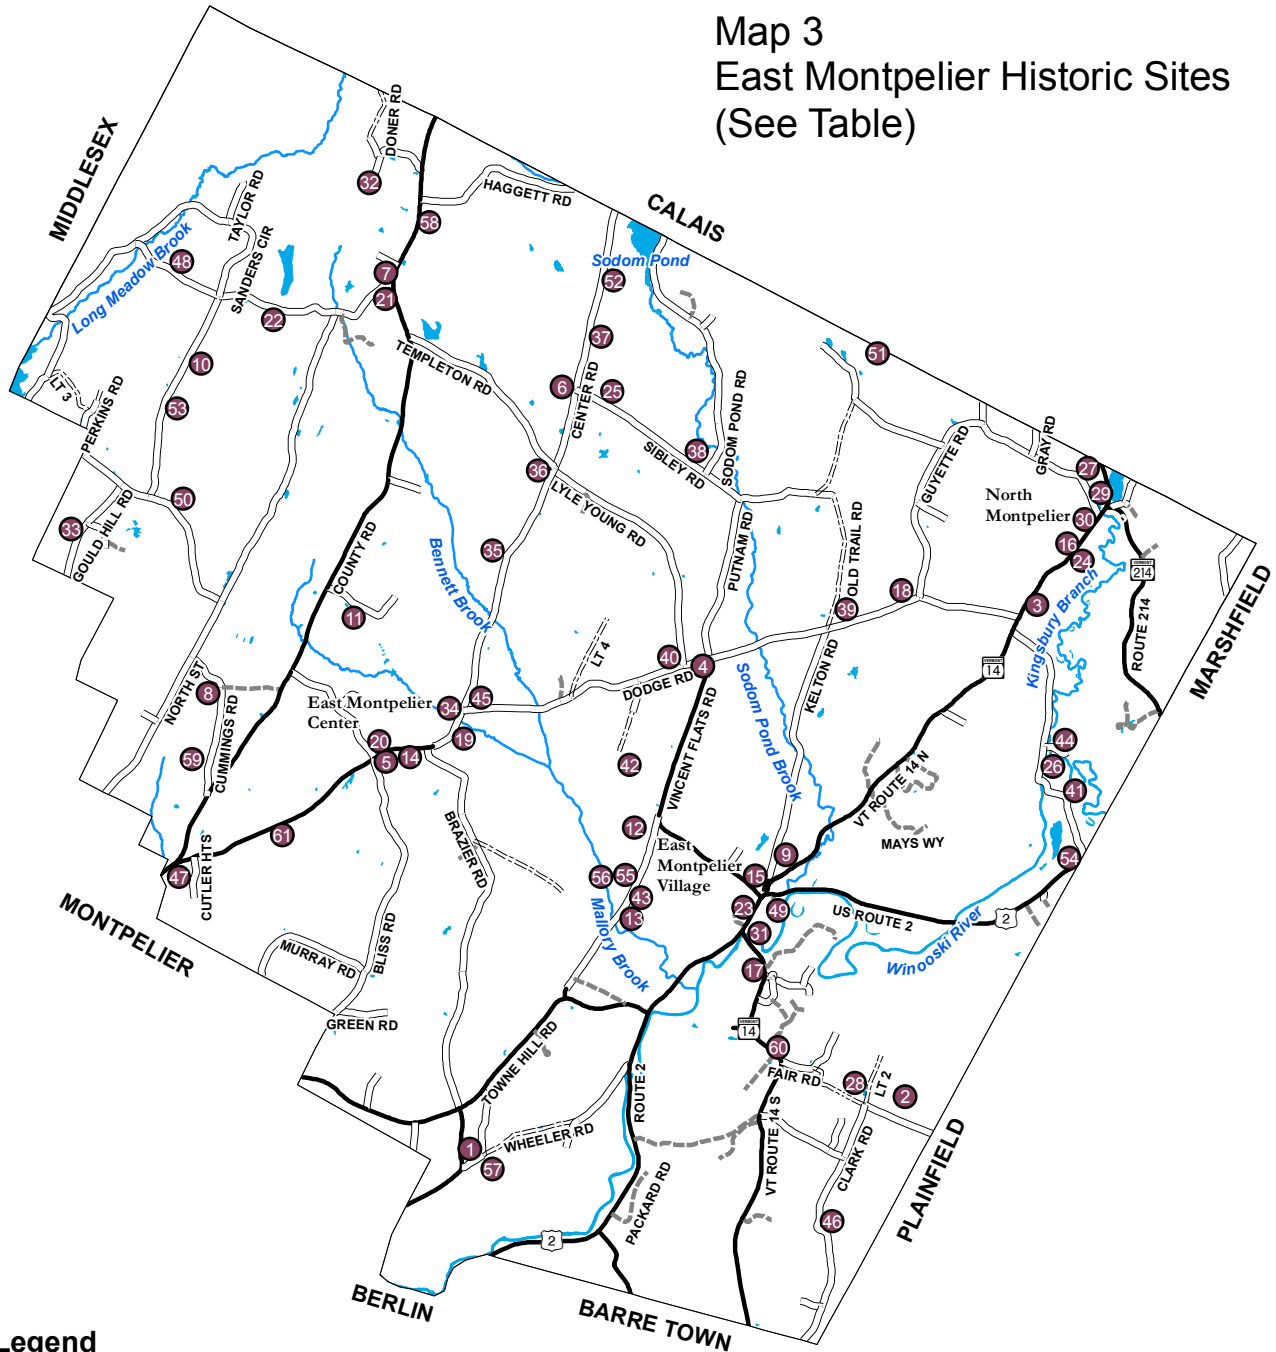 Map 3
East Montpelier Historic Sites
(See Table)
MIDDLESEX
CALAIS
MARSHFIELD
PLAINFIELD
BARRE TOWN
BERLIN
MONTPELIER
DONER RD
32
HAGGETT RD
58
TAYLOR RD
48
Long Meadow Brook
SANDERS CIR
7
21
22
Sodom Pond
52
37
51
LT 3
PERKINS RD
10
53
TEMPLETON RD
6
25
CENTER RD
38
SIBLEY RD
SODOM POND RD
GUYETTE RD
GRAY RD
27
29
North
Montpelier
30
16
24
VERMONT
214
ROUTE 214
50
33
GOULD HILL RD
36
LYLE YOUNG RD
PUTNAM RD
OLD TRAIL RD
COUNTY RD
Bennett Brook
35
11
39
18
3
Kingsbury Branch
VERMONT
14
LT 4
40
4
DODGE RD
NORTH ST
8
CUMMINGS RD
East Montpelier
Center
34
45
19
20
5
14
59
61
47
CUTLER HTS
Sodom Pond Brook
KELTON RD
VINCENT FLATS RD
42
12
44
26
41
54
VT ROUTE 14 N
MAYS WY
East
Montpelier
Village
9
15
BRAZIER RD
56
55
43
13
Mallory Brook
23
49
31
17
US ROUTE 2
2
Winooski River
MURRAY RD
BLISS RD
GREEN RD
TOWNE HILL RD
VERMONT
14
60
FAIR RD
28
LT 2
2
ROUTE 2
WHEELER RD
1
57
VT ROUTE 14 S
CLARK RD
46
PACKARD RD
2
Legend